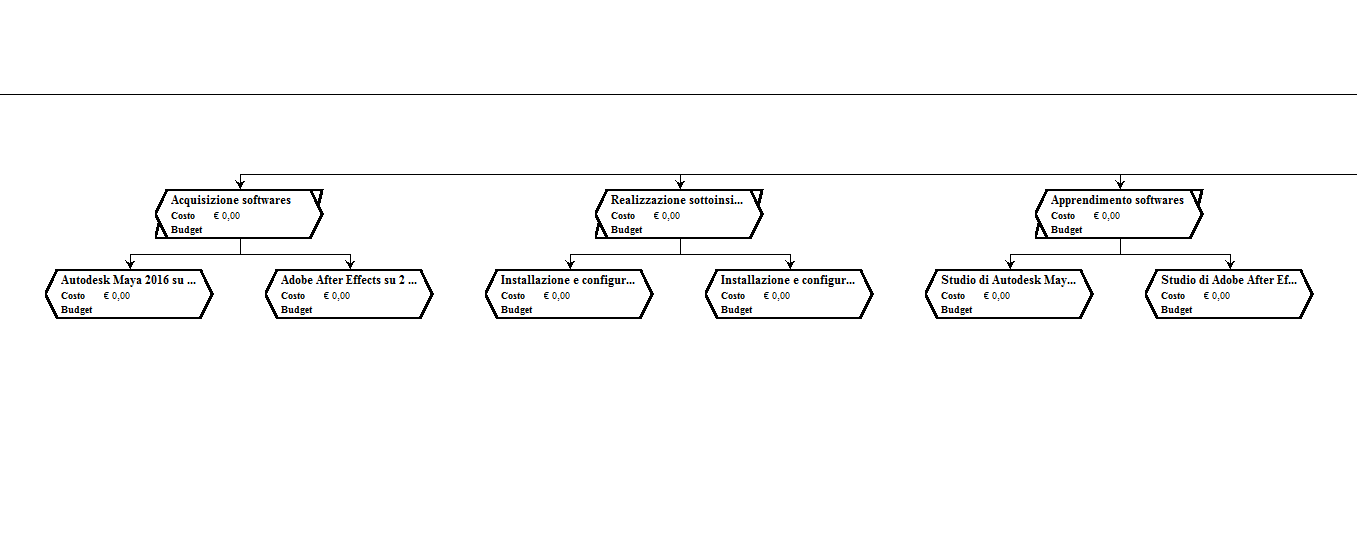 Acquisizione softwares
Costo € 0,00
Budget
Realizzazione sottoinsi...
Costo € 0,00
Budget
Apprendimento softwares
Costo € 0,00
Budget
Autodesk Maya 2016 su ...
Costo € 0,00
Budget
Adobe After Effects su 2 ...
Costo € 0,00
Budget
Installazione e configur...
Costo € 0,00
Budget
Installazione e configur...
Costo € 0,00
Budget
Studio di Autodesk May...
Costo € 0,00
Budget
Studio di Adobe After Ef...
Costo € 0,00
Budget